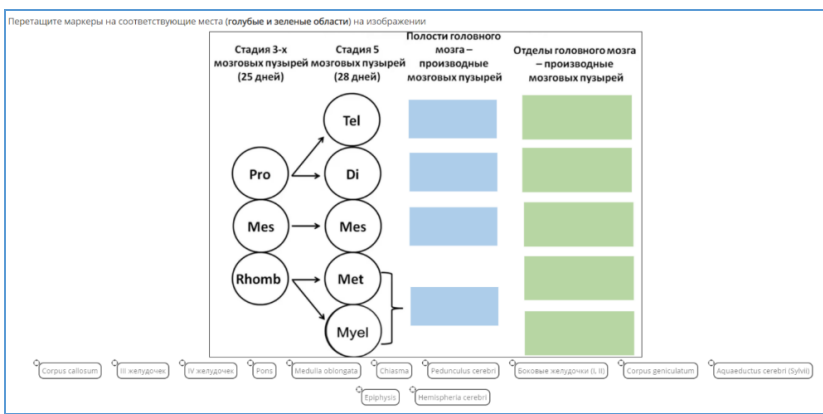 Перетащите маркеры на соответствующие места (голубые и зеленые области) на изображении
Стадия 3-х
мозговых пузырей
(25 дней)
Стадия 5
мозговых пузырей
(28 дней)
Полости головного
мозга –
производные
мозговых пузырей
Отделы головного мозга
– производные
мозговых пузырей
Tel
Pro
Di
Mes
Mes
Rhomb
Met
Myel
Corpus callosum
III желудочек
IV желудочек
Pons
Medulla oblongata
Chiasma
Pedunculus cerebri
Боковые желудочки (I, II)
Corpus geniculatum
Aquaeductus cerebri (Sylvii)
Epiphysis
Hemispheria cerebri